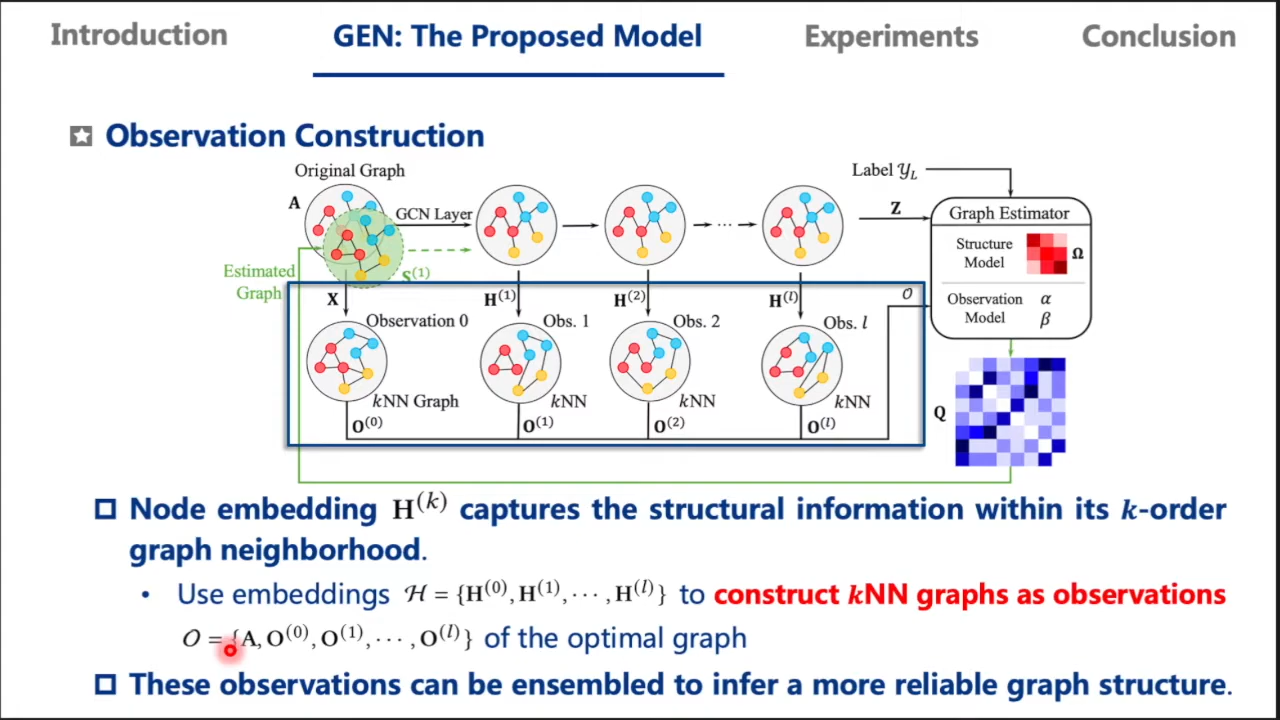 Introduction
GEN: The Proposed Model
Experiments
Conclusion
Observation Construction
Original Graph
A
GCN Layer
...
Z
Label 𝒴_L
Graph Estimator
Structure
Model
Ω
Observation
Model
α
β
Estimated
Graph
S^(1)
X
H^(1)
H^(2)
H^(l)
𝒪
Observation 0
Obs. 1
Obs. 2
Obs. l
kNN Graph
kNN
kNN
kNN
O^(0)
O^(1)
O^(2)
O^(l)
Q
Node embedding H^(k) captures the structural information within its k-order
graph neighborhood.
• Use embeddings ℋ = {H^(0), H^(1), ⋯ , H^(l)} to construct kNN graphs as observations
𝒪 = {A, O^(0), O^(1), ⋯ , O^(l)} of the optimal graph
These observations can be ensembled to infer a more reliable graph structure.